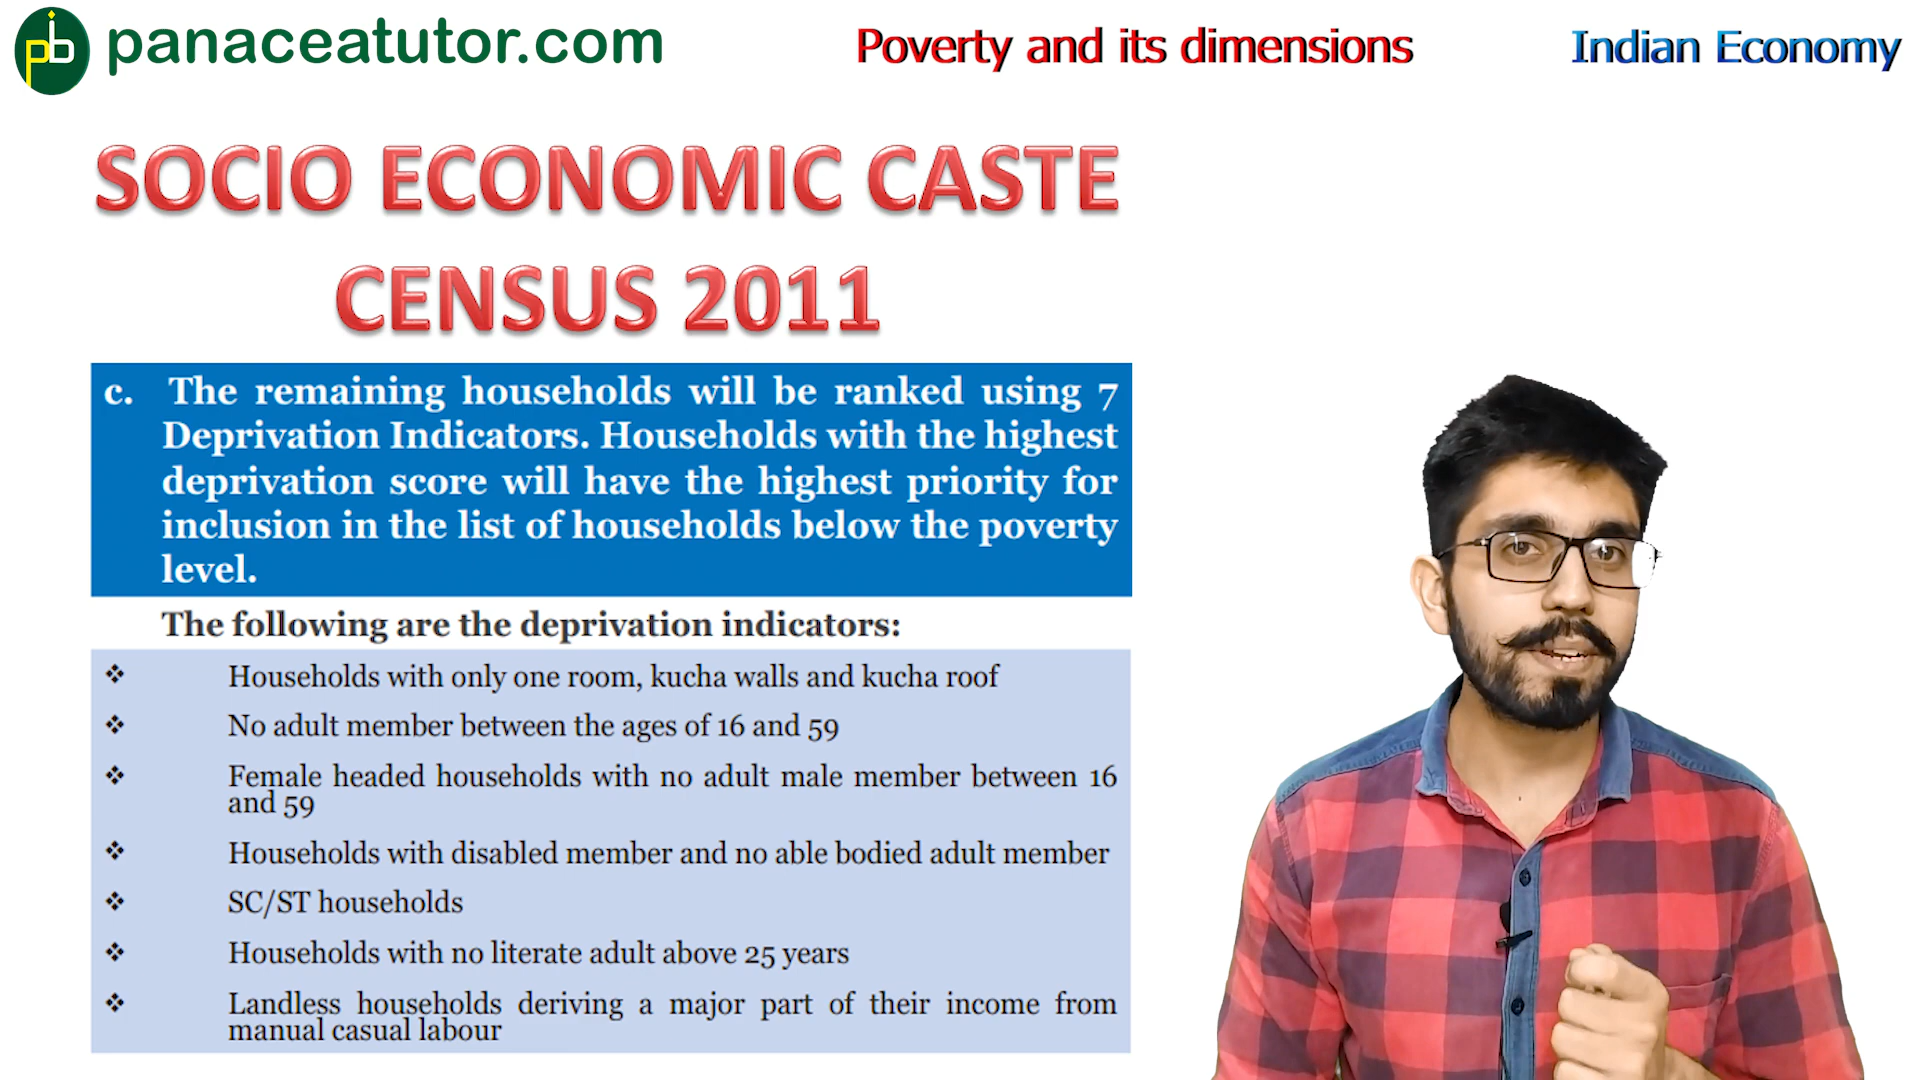 pb panaceatutor.com
Poverty and its dimensions
Indian Economy
SOCIO ECONOMIC CASTE
CENSUS 2011
c. The remaining households will be ranked using 7
Deprivation Indicators. Households with the highest
deprivation score will have the highest priority for
inclusion in the list of households below the poverty
level.
The following are the deprivation indicators:
❖ Households with only one room, kucha walls and kucha roof
❖ No adult member between the ages of 16 and 59
❖ Female headed households with no adult male member between 16
and 59
❖ Households with disabled member and no able bodied adult member
❖ SC/ST households
❖ Households with no literate adult above 25 years
❖ Landless households deriving a major part of their income from
manual casual labour